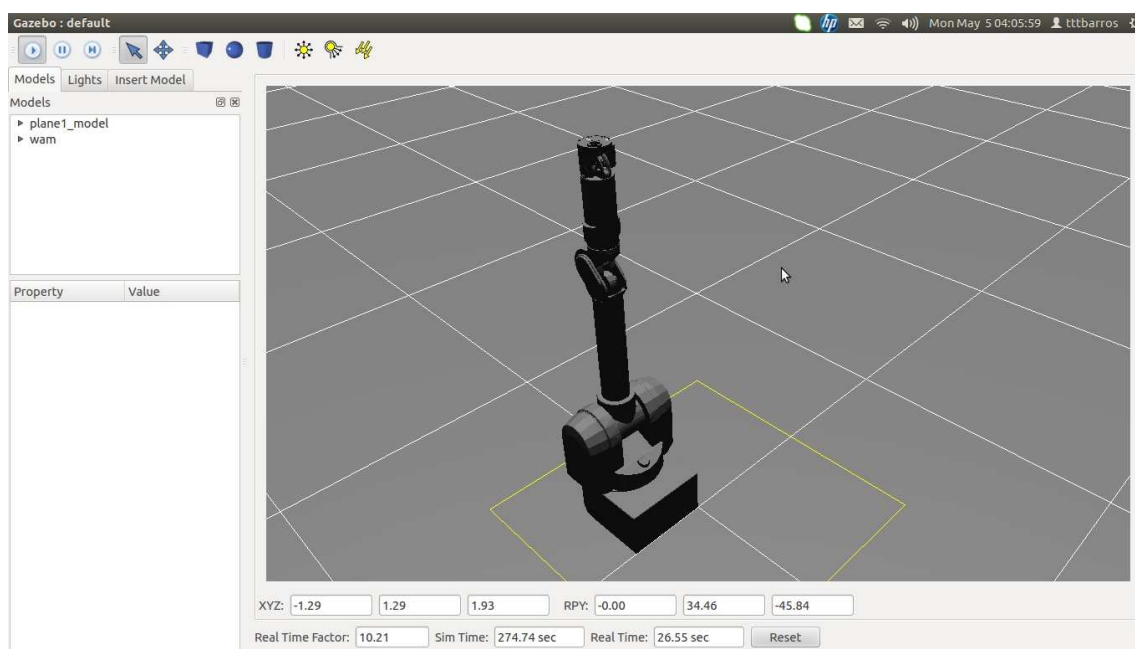 Gazebo : default
hp Mon May 5 04:05:59 tttbarros
Models Lights Insert Model
Models
plane1_model
wam
Property Value
XYZ: -1.29 1.29 1.93 RPY: -0.00 34.46 -45.84
Real Time Factor: 10.21 Sim Time: 274.74 sec Real Time: 26.55 sec Reset